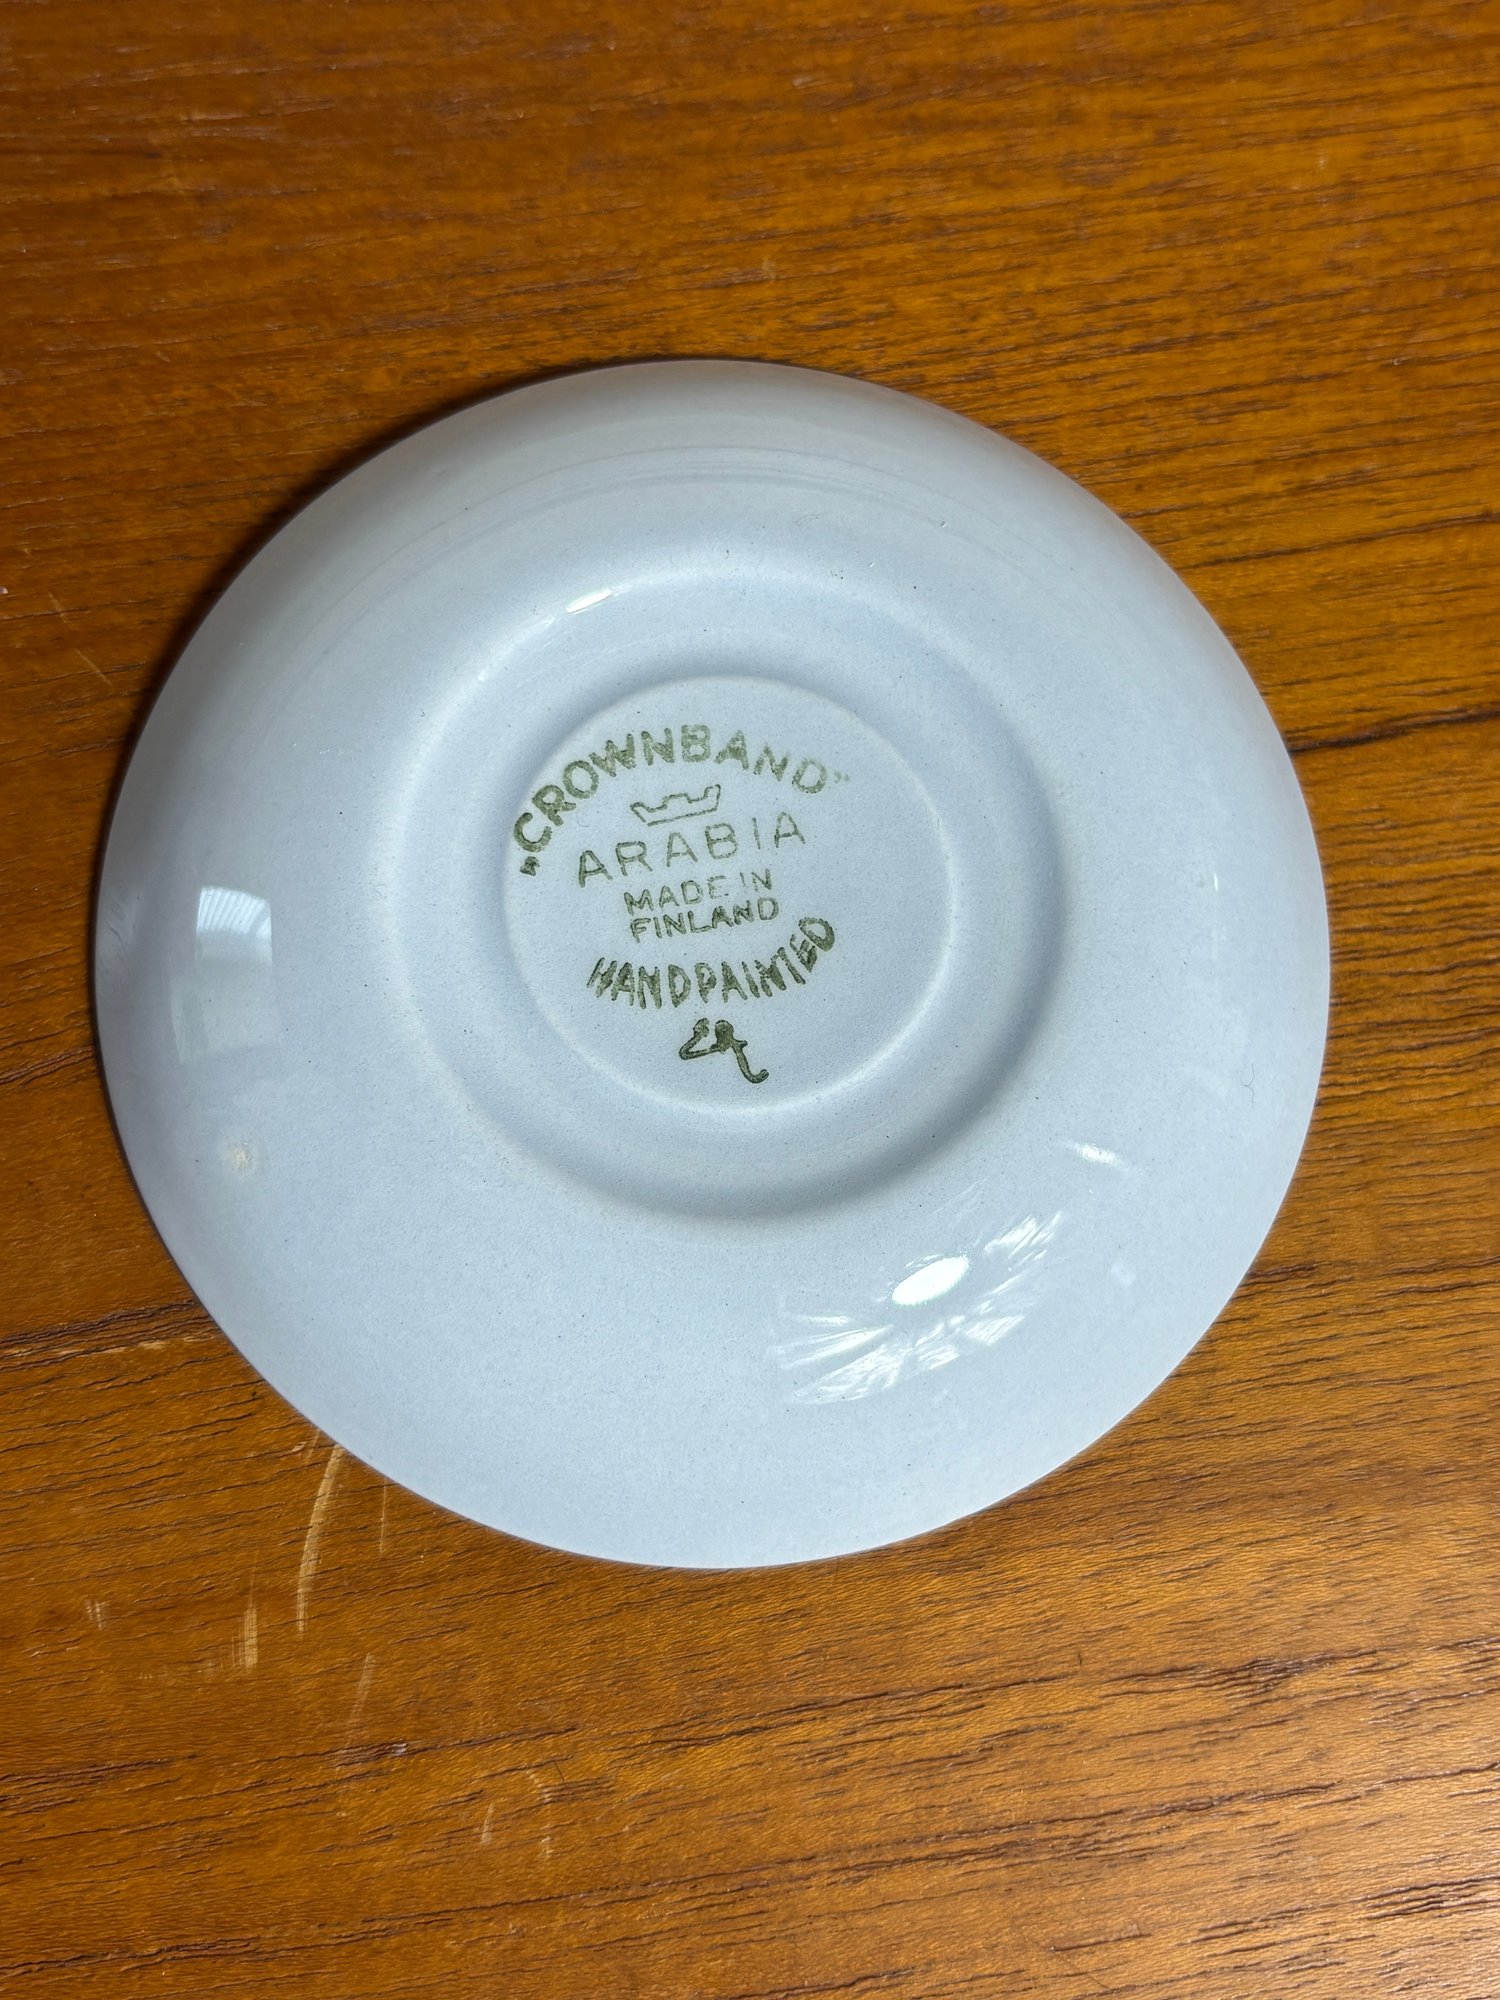 "CROWNBAND"
ARABIA
MADE IN
FINLAND
HANDPAINTED